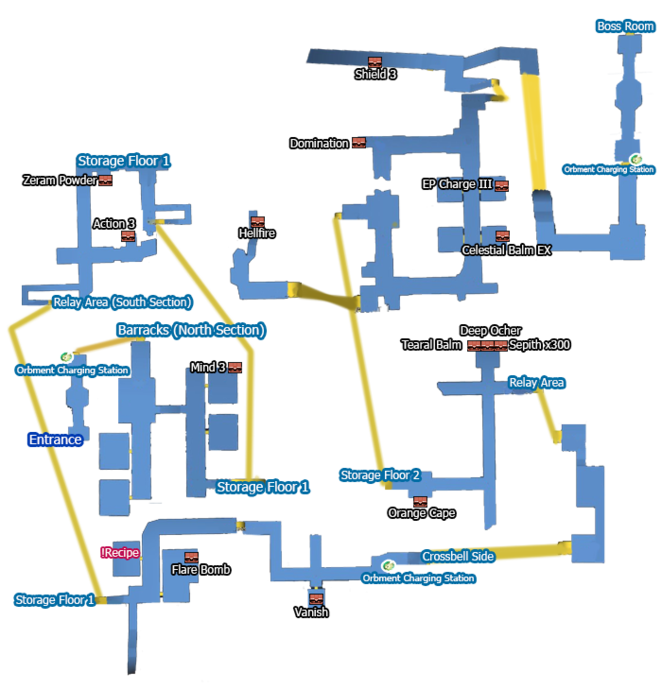 Boss Room
Shield 3
Domination
Storage Floor 1
Orbment Charging Station
Zeram Powder
EP Charge III
Action 3
Hellfire
Celestial Balm EX
Relay Area (South Section)
Barracks (North Section)
Deep Ocher
Tearal Balm
Sepith x300
Orbment Charging Station
Mind 3
Relay Area
Entrance
Storage Floor 2
Storage Floor 1
Orange Cape
!Recipe
Flare Bomb
Crossbell Side
Orbment Charging Station
Storage Floor 1
Vanish